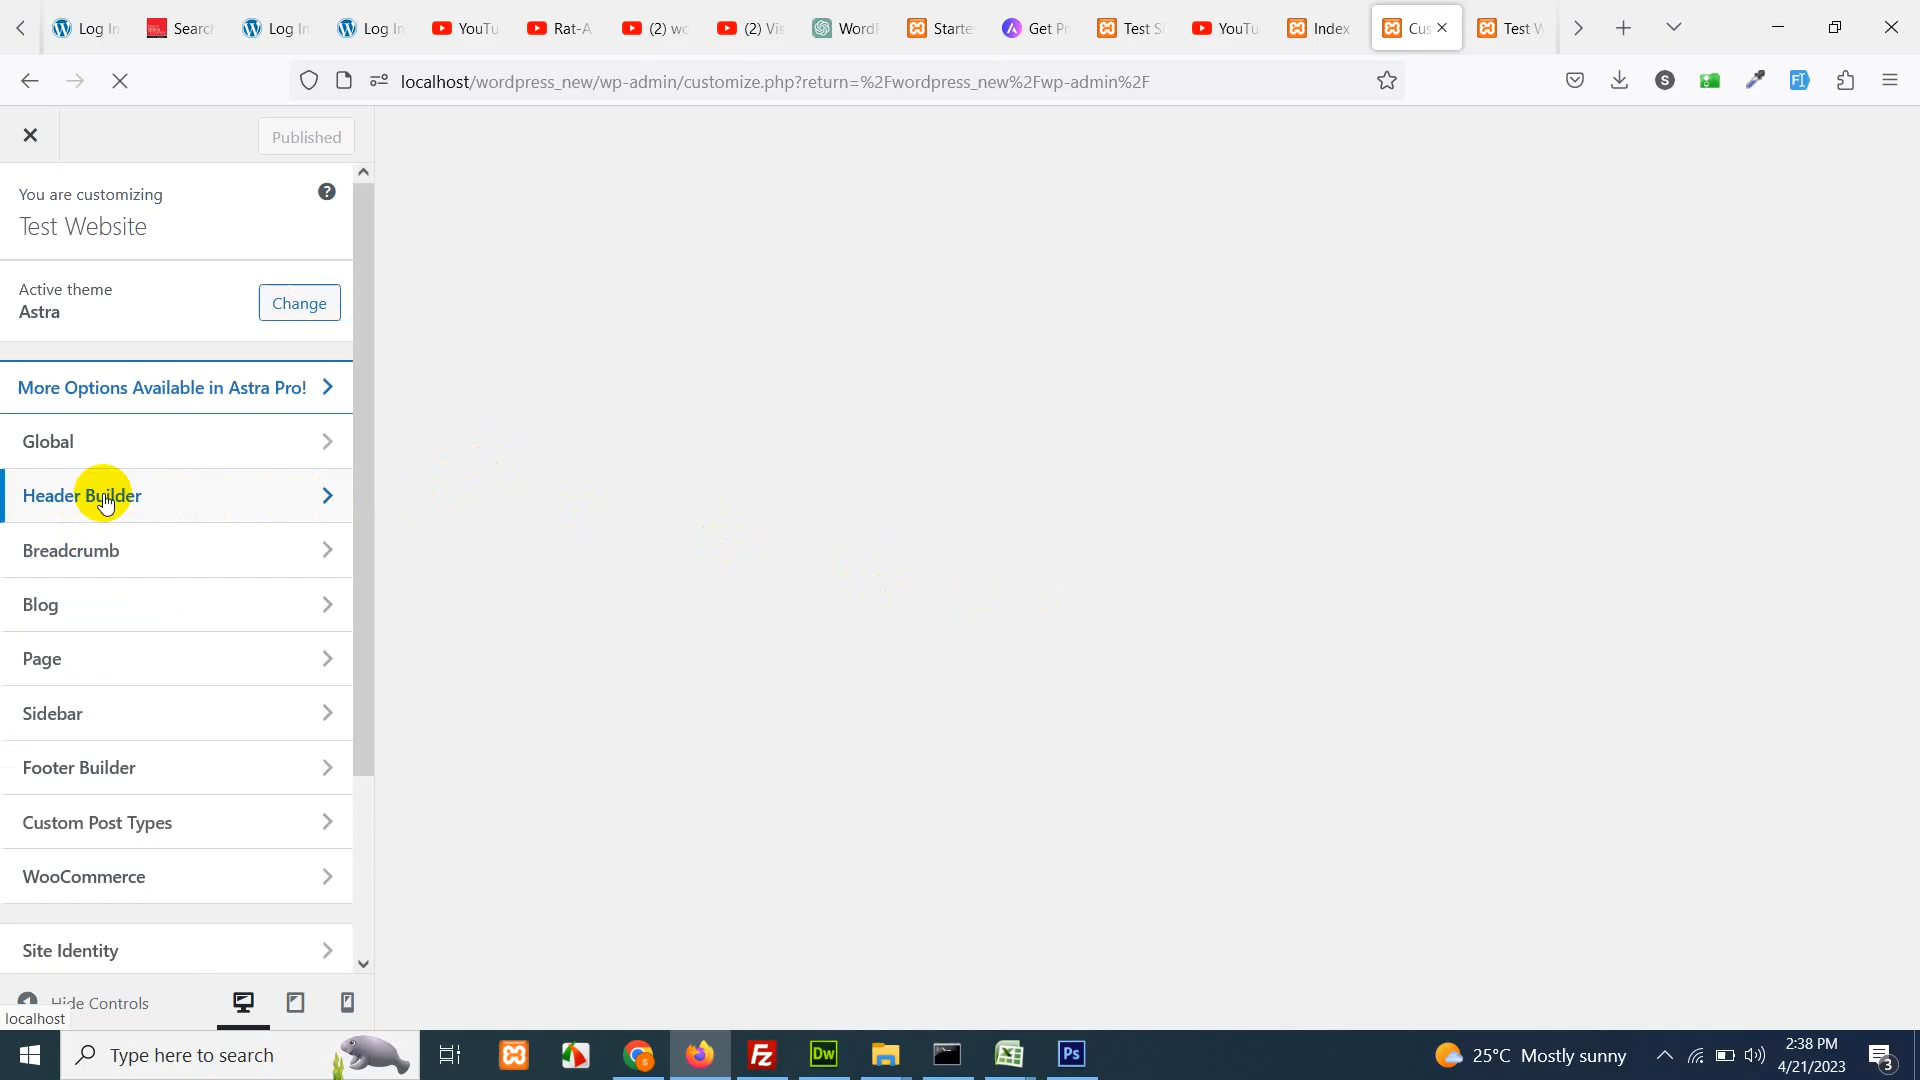 Log In
Search
Log In
Log In
YouTu
Rat-A
(2) wo
(2) Vis
Word
Starte
Get Pr
Test S
YouTu
Index
Cus
Test W
localhost/wordpress_new/wp-admin/customize.php?return=%2Fwordpress_new%2Fwp-admin%2F
S
Published
You are customizing
Test Website
Active theme
Astra
Change
More Options Available in Astra Pro!
Global
Header Builder
Breadcrumb
Blog
Page
Sidebar
Footer Builder
Custom Post Types
WooCommerce
Site Identity
Hide Controls
localhost
Type here to search
Dw
Ps
25°C Mostly sunny
2:38 PM
4/21/2023
3